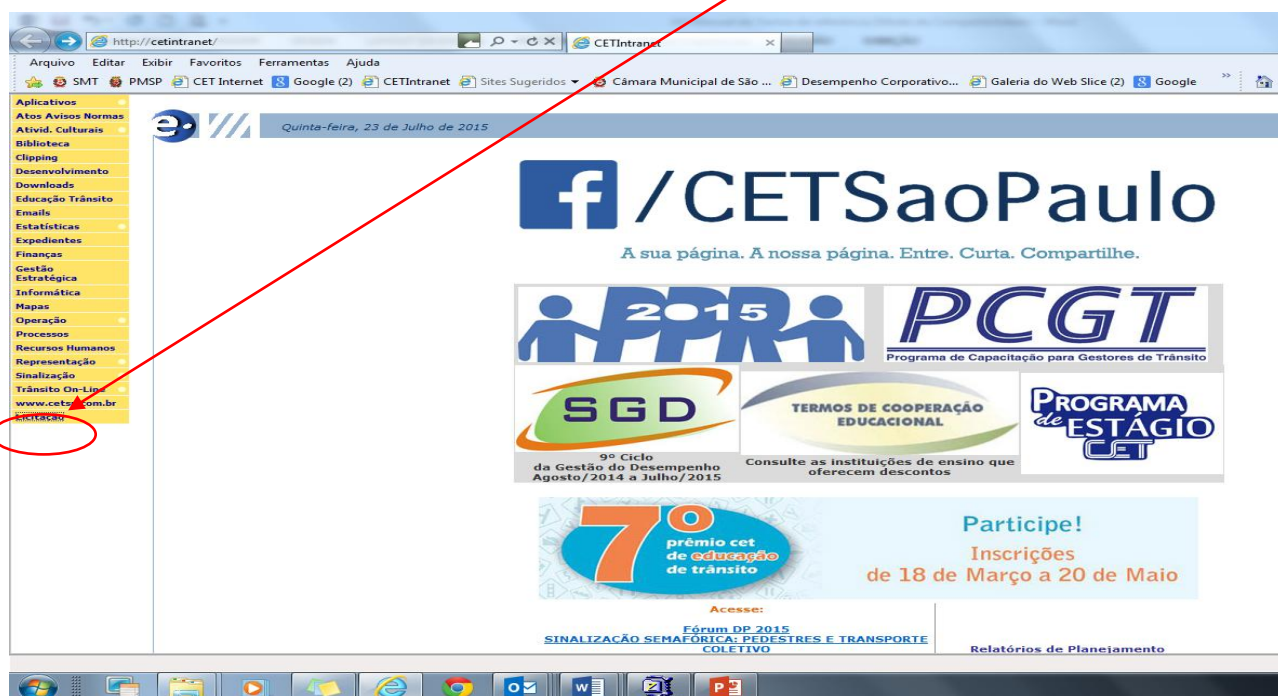 http://cetintranet/
CETIntranet
Arquivo Editar Exibir Favoritos Ferramentas Ajuda
SMT PMSP CET Internet Google (2) CETIntranet Sites Sugeridos Câmara Municipal de São ... Desempenho Corporativo... Galeria do Web Slice (2) Google
Aplicativos
Atos Avisos Normas
Ativid. Culturais
Biblioteca
Clipping
Desenvolvimento
Downloads
Educação Trânsito
Emails
Estatísticas
Expedientes
Finanças
Gestão
Estratégica
Informática
Mapas
Operação
Processos
Recursos Humanos
Representação
Sinalização
Trânsito On-Line
www.cetsp.com.br
Licitação
Quinta-feira, 23 de Julho de 2015
f /CETSaoPaulo
A sua página. A nossa página. Entre. Curta. Compartilhe.
2015
PPR
PCGT
Programa de Capacitação para Gestores de Trânsito
SGD
9º Ciclo
da Gestão do Desempenho
Agosto/2014 a Julho/2015
TERMOS DE COOPERAÇÃO
EDUCACIONAL
Consulte as instituições de ensino que
oferecem descontos
PROGRAMA
de ESTÁGIO
CET
7º
prêmio cet
de educação
de trânsito
Participe!
Inscrições
de 18 de Março a 20 de Maio
Acesse:
Fórum DP 2015
SINALIZAÇÃO SEMAFÓRICA: PEDESTRES E TRANSPORTE
COLETIVO
Relatórios de Planejamento